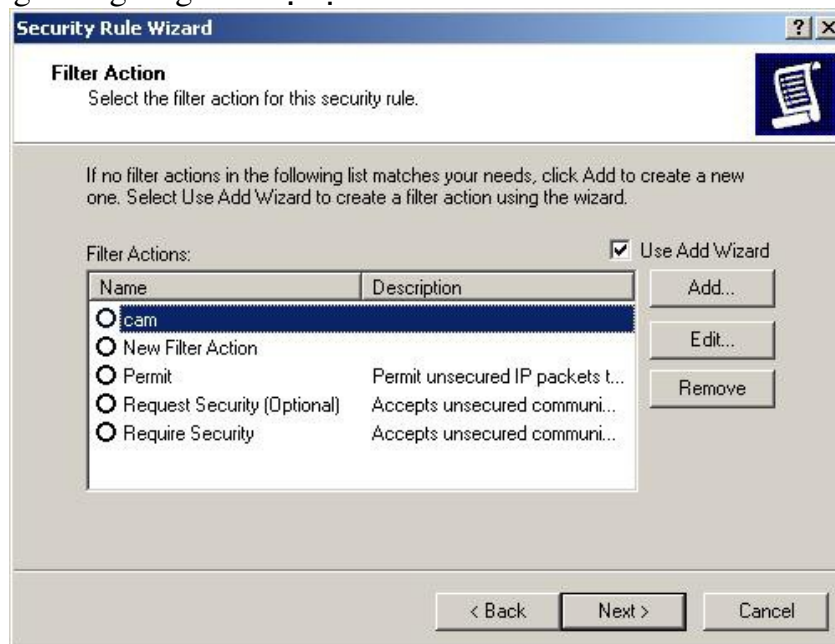 Security Rule Wizard
Filter Action
Select the filter action for this security rule.
If no filter actions in the following list matches your needs, click Add to create a new
one. Select Use Add Wizard to create a filter action using the wizard.
Filter Actions:
Use Add Wizard
Name Description
cam
New Filter Action
Permit Permit unsecured IP packets t...
Request Security (Optional) Accepts unsecured communi...
Require Security Accepts unsecured communi...
Add...
Edit...
Remove
< Back Next > Cancel